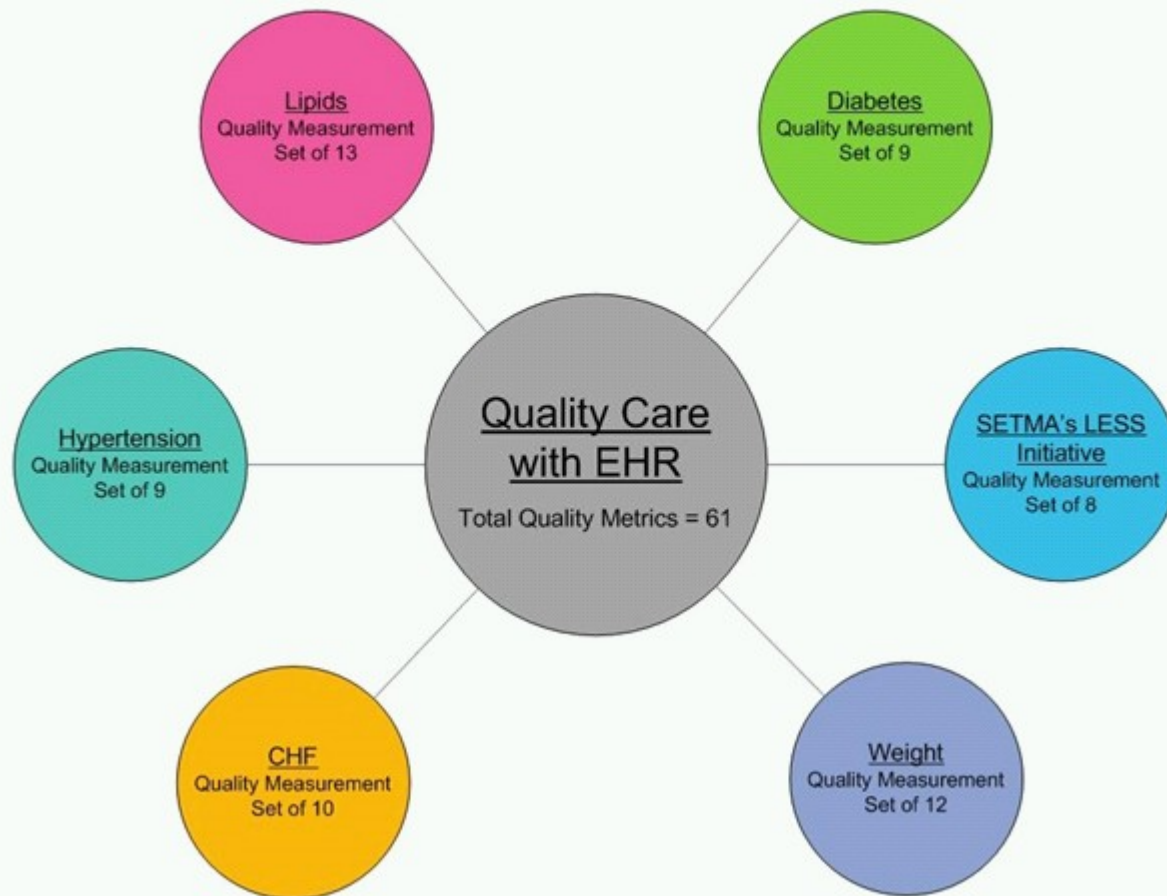 Lipids
Quality Measurement
Set of 13
Diabetes
Quality Measurement
Set of 9
Hypertension
Quality Measurement
Set of 9
Quality Care
with EHR
Total Quality Metrics = 61
SETMA's LESS
Initiative
Quality Measurement
Set of 8
CHF
Quality Measurement
Set of 10
Weight
Quality Measurement
Set of 12